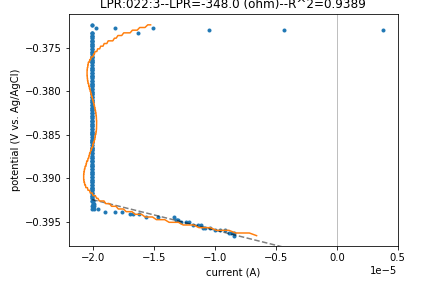 LPR:022:3--LPR=-348.0 (ohm)--R^2=0.9389
potential (V vs. Ag/AgCl)
−0.375
−0.380
−0.385
−0.390
−0.395
−2.0
−1.5
−1.0
−0.5
0.0
0.5
1e−5
current (A)